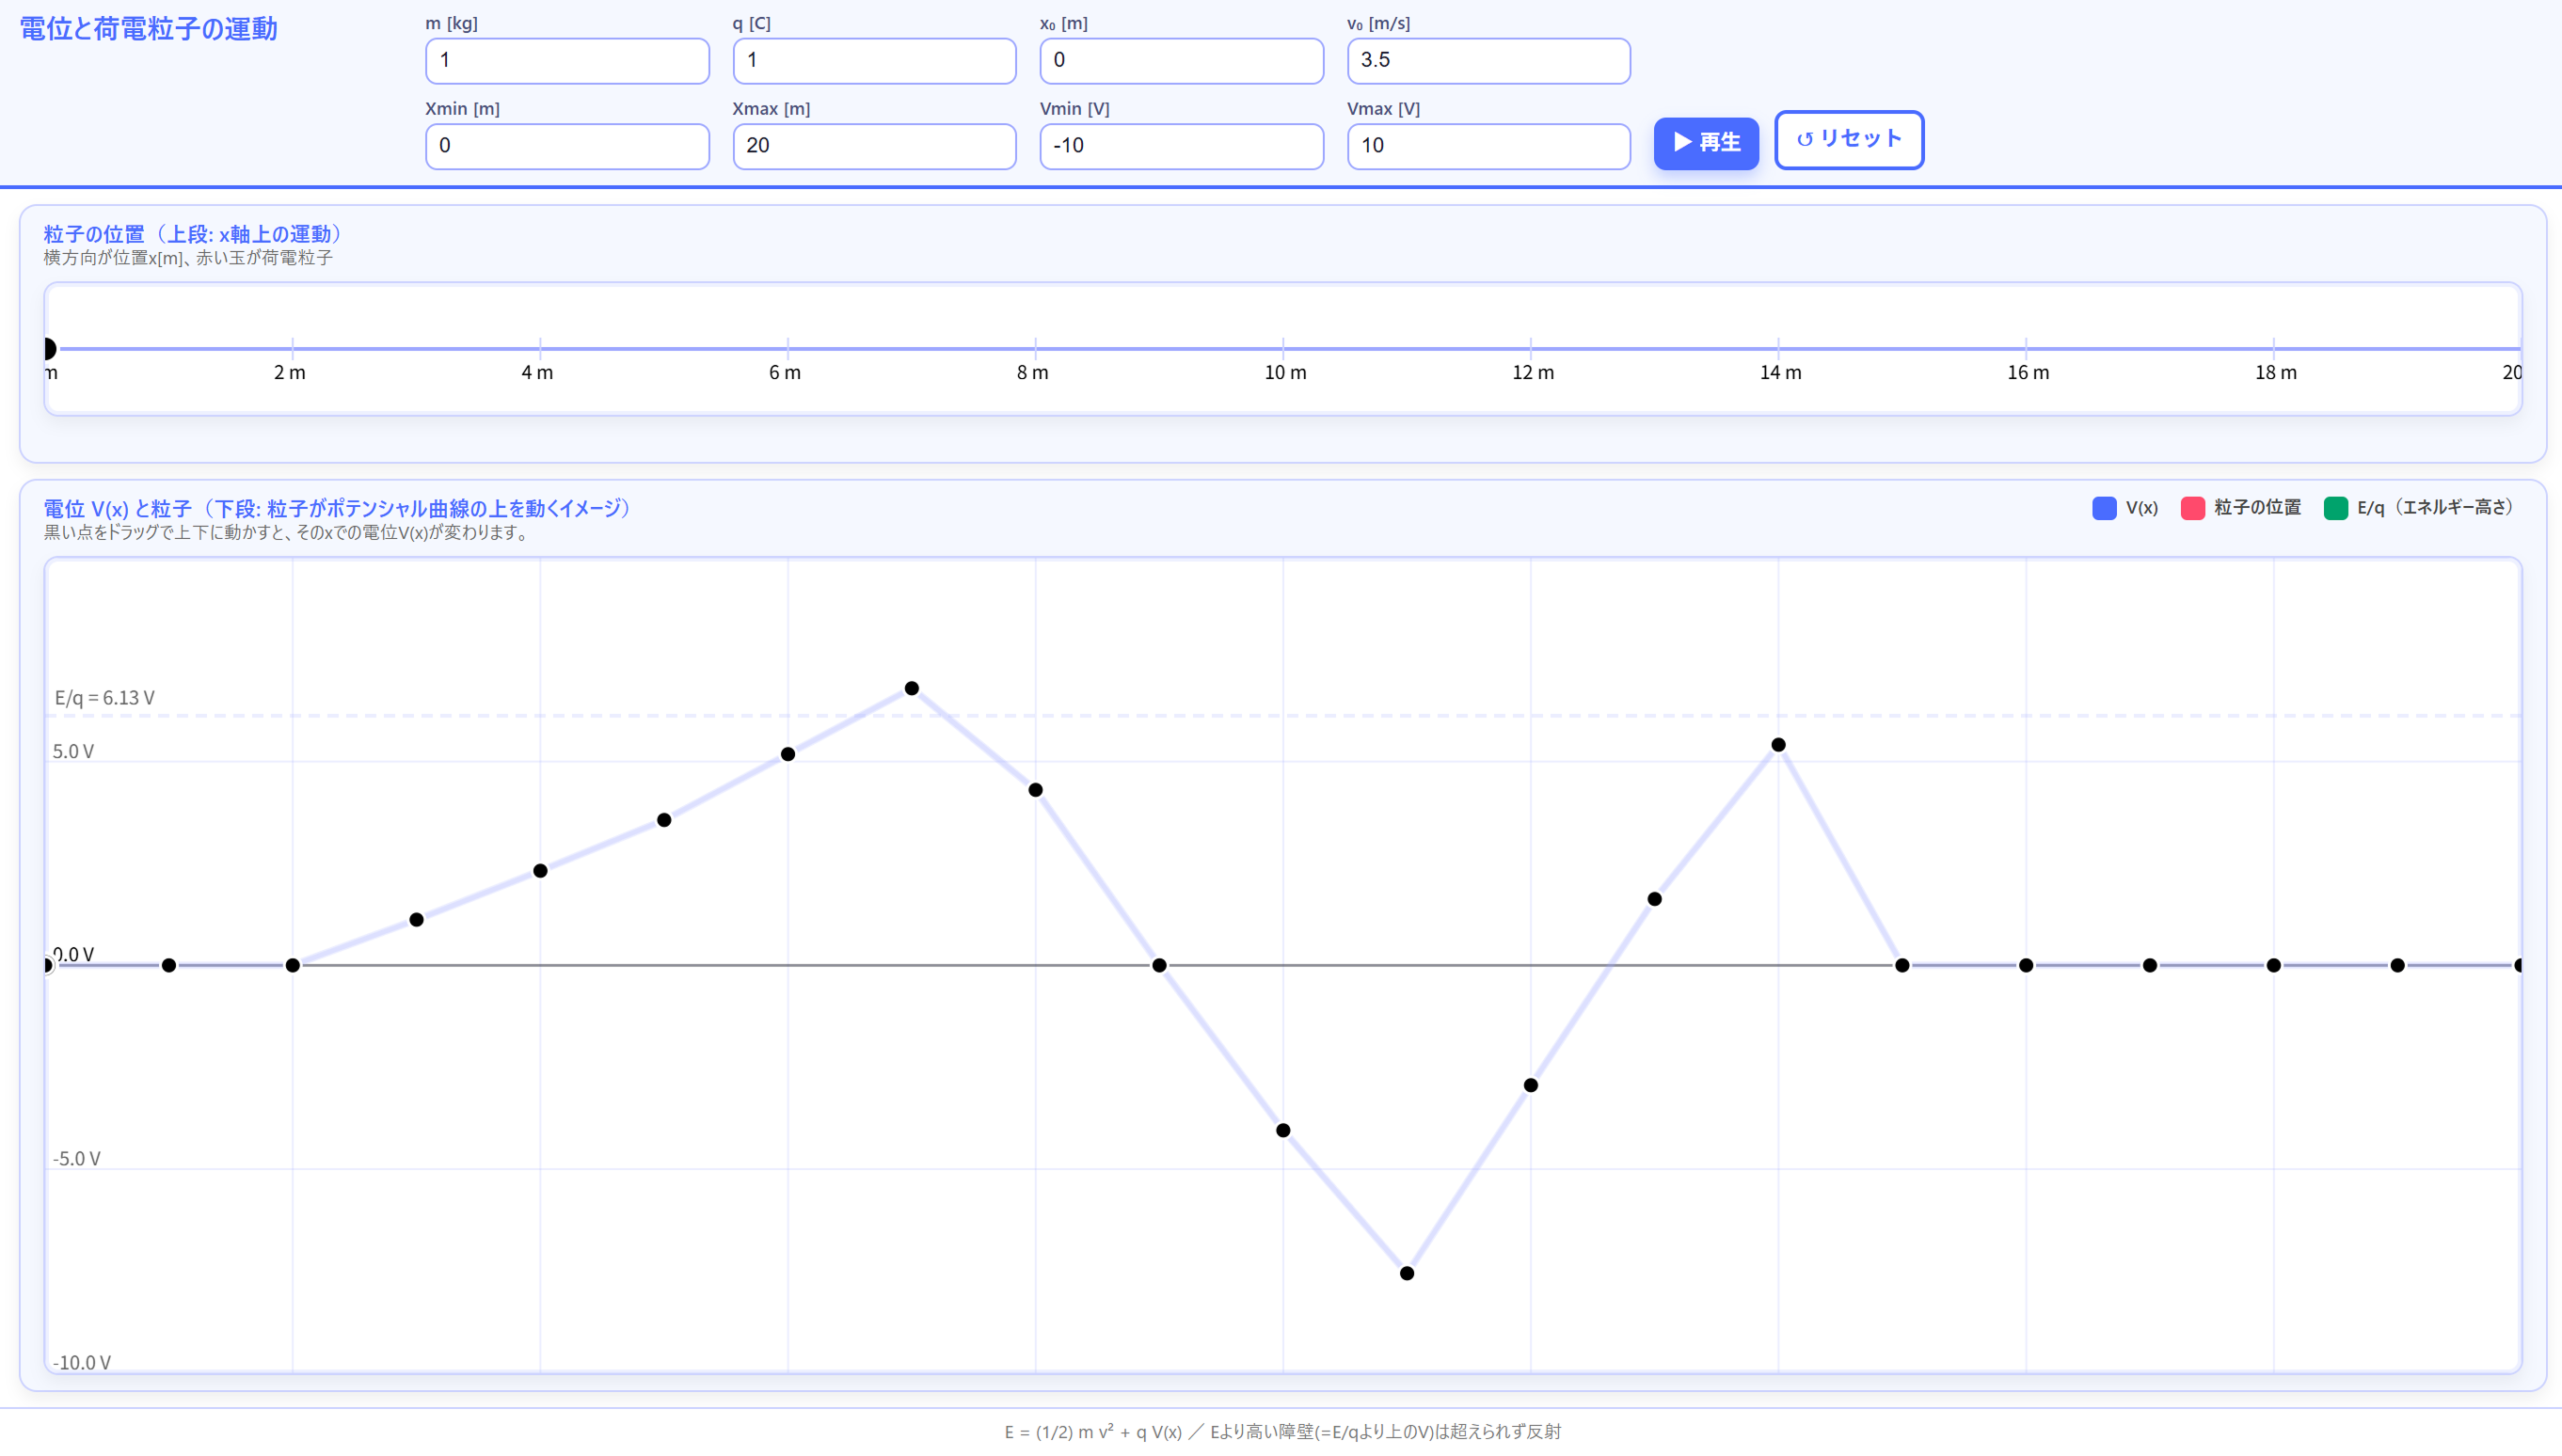 電位と荷電粒子の運動
m [kg]
q [C]
x₀ [m]
v₀ [m/s]
1
1
0
3.5
Xmin [m]
Xmax [m]
Vmin [V]
Vmax [V]
0
20
-10
10
▶ 再生
↺ リセット
粒子の位置（上段: x軸上の運動）
横方向が位置x[m]、赤い玉が荷電粒子
m
2 m
4 m
6 m
8 m
10 m
12 m
14 m
16 m
18 m
20
電位 V(x) と粒子（下段: 粒子がポテンシャル曲線の上を動くイメージ）
黒い点をドラッグで上下に動かすと、そのxでの電位V(x)が変わります。
V(x)
粒子の位置
E/q（エネルギー高さ）
E/q = 6.13 V
5.0 V
0.0 V
-5.0 V
-10.0 V
E = (1/2) m v² + q V(x) ／ Eより高い障壁(=E/qより上のV)は超えられず反射